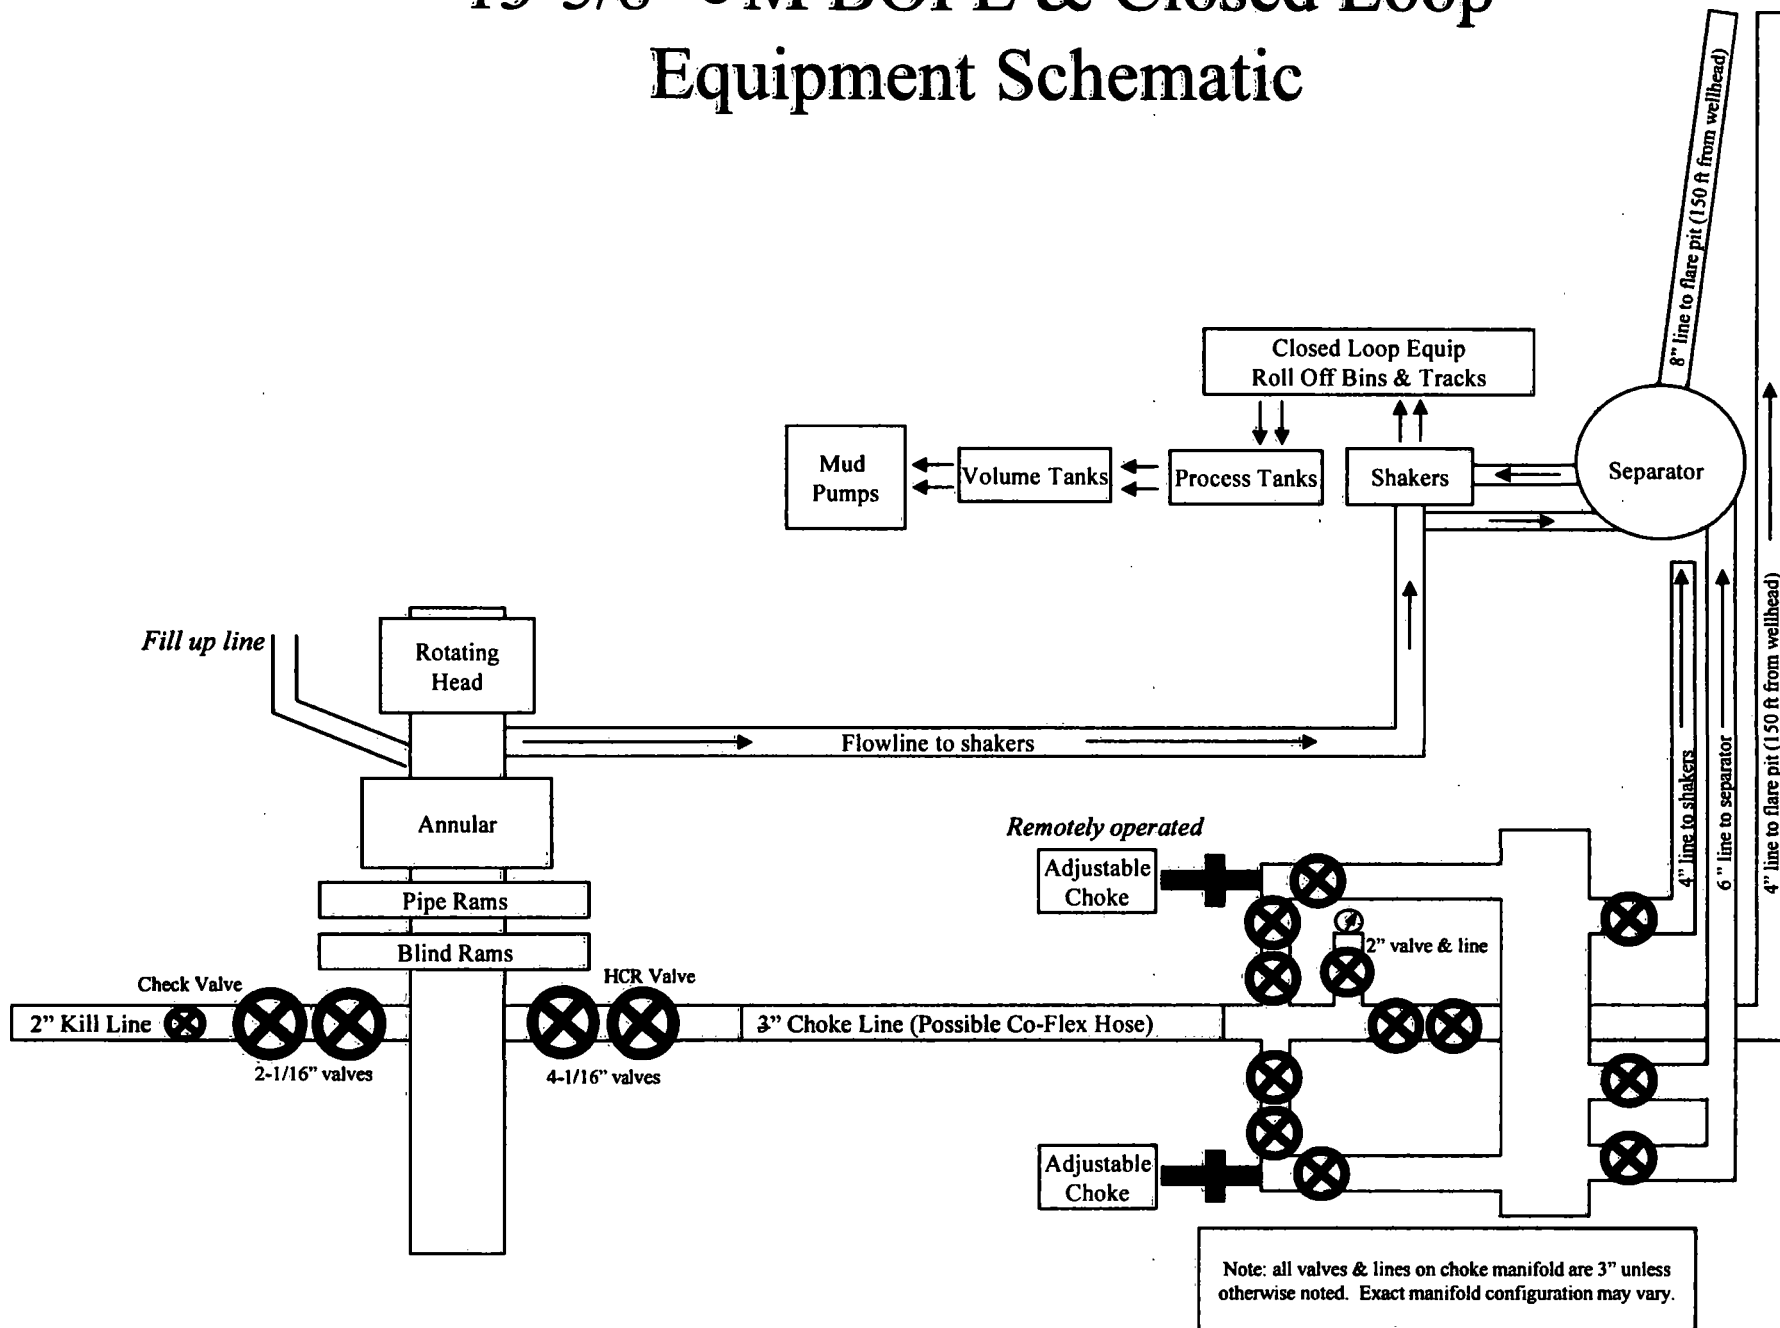 BOPE & Closed Loop
Equipment Schematic
8" line to flare pit (150 ft from wellhead)
Closed Loop Equip
Roll Off Bins & Tracks
Mud
Pumps
Volume Tanks
Process Tanks
Shakers
Separator
Fill up line
Rotating
Head
Flowline to shakers
4" line to shakers
6" line to separator
4" line to flare pit (150 ft from wellhead)
Annular
Remotely operated
Adjustable
Choke
Pipe Rams
Blind Rams
2" valve & line
Check Valve
HCR Valve
2" Kill Line
3" Choke Line (Possible Co-Flex Hose)
2-1/16" valves
4-1/16" valves
Adjustable
Choke
Note: all valves & lines on choke manifold are 3" unless
otherwise noted. Exact manifold configuration may vary.